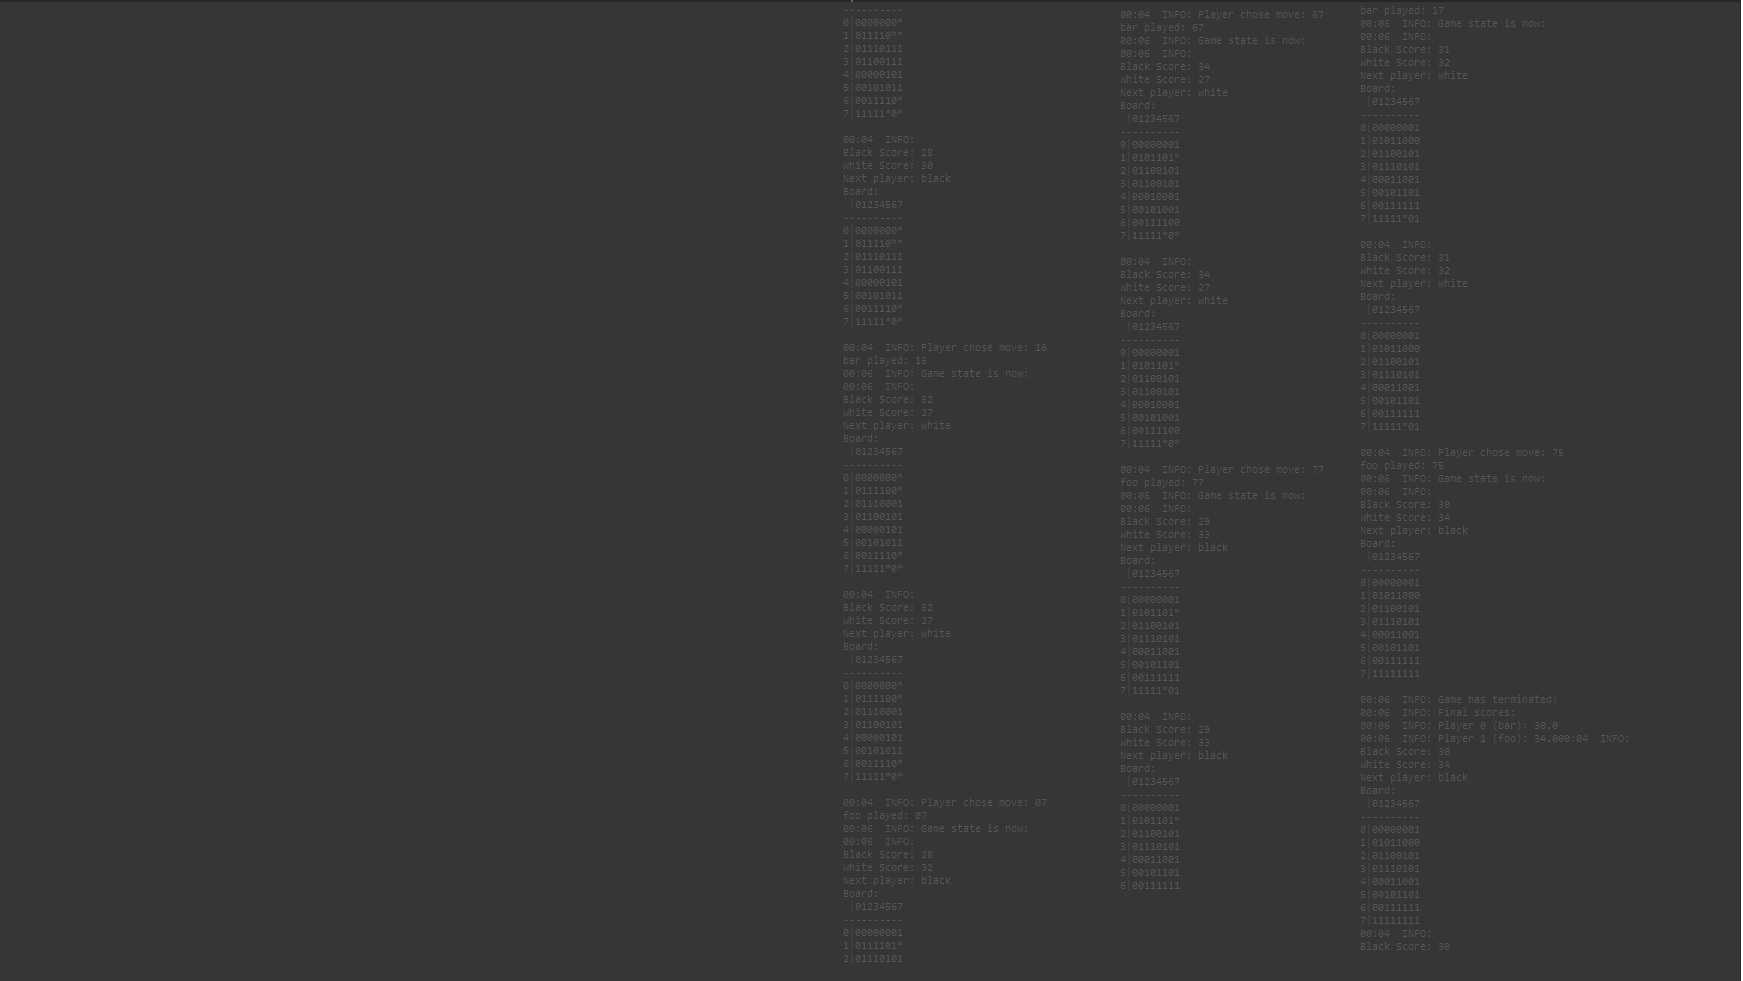 ----------
0|0000000*
1|011110**
2|01110111
3|01100111
4|00000101
5|00101011
6|0011110*
7|11111*0*
00:04  INFO:
Black Score: 28
White Score: 30
Next player: black
Board:
 |01234567
----------
0|0000000*
1|011110**
2|01110111
3|01100111
4|00000101
5|00101011
6|0011110*
7|11111*0*
00:04  INFO: Player chose move: 16
bar played: 16
00:06  INFO: Game state is now:
00:06  INFO:
Black Score: 32
White Score: 27
Next player: white
Board:
 |01234567
----------
0|0000000*
1|0111100*
2|01110001
3|01100101
4|00000101
5|00101011
6|0011110*
7|11111*0*
00:04  INFO:
Black Score: 32
White Score: 27
Next player: white
Board:
 |01234567
----------
0|0000000*
1|0111100*
2|01110001
3|01100101
4|00000101
5|00101011
6|0011110*
7|11111*0*
00:04  INFO: Player chose move: 07
foo played: 07
00:06  INFO: Game state is now:
00:06  INFO:
Black Score: 28
White Score: 32
Next player: black
Board:
 |01234567
----------
0|00000001
1|0111101*
2|01110101
00:04  INFO: Player chose move: 67
bar played: 67
00:06  INFO: Game state is now:
00:06  INFO:
Black Score: 34
White Score: 27
Next player: white
Board:
 |01234567
----------
0|00000001
1|0101101*
2|01100101
3|01100101
4|00010001
5|00101001
6|00111100
7|11111*0*
00:04  INFO:
Black Score: 34
White Score: 27
Next player: white
Board:
 |01234567
----------
0|00000001
1|0101101*
2|01100101
3|01100101
4|00010001
5|00101001
6|00111100
7|11111*0*
00:04  INFO: Player chose move: 77
foo played: 77
00:06  INFO: Game state is now:
00:06  INFO:
Black Score: 29
White Score: 33
Next player: black
Board:
 |01234567
----------
0|00000001
1|0101101*
2|01100101
3|01110101
4|00011001
5|00101101
6|00111111
7|11111*01
00:04  INFO:
Black Score: 29
White Score: 33
Next player: black
Board:
 |01234567
----------
0|00000001
1|0101101*
2|01100101
3|01110101
4|00011001
5|00101101
6|00111111
bar played: 17
00:06  INFO: Game state is now:
00:06  INFO:
Black Score: 31
White Score: 32
Next player: white
Board:
 |01234567
----------
0|00000001
1|01011000
2|01100101
3|01110101
4|00011001
5|00101101
6|00111111
7|11111*01
00:04  INFO:
Black Score: 31
White Score: 32
Next player: white
Board:
 |01234567
----------
0|00000001
1|01011000
2|01100101
3|01110101
4|00011001
5|00101101
6|00111111
7|11111*01
00:04  INFO: Player chose move: 75
foo played: 75
00:06  INFO: Game state is now:
00:06  INFO:
Black Score: 30
White Score: 34
Next player: black
Board:
 |01234567
----------
0|00000001
1|01011000
2|01100101
3|01110101
4|00011001
5|00101101
6|00111111
7|11111111
00:06  INFO: Game has terminated!
00:06  INFO: Final scores:
00:06  INFO: Player 0 (bar): 30.0
00:06  INFO: Player 1 (foo): 34.000:04  INFO:
Black Score: 30
White Score: 34
Next player: black
Board:
 |01234567
----------
0|00000001
1|01011000
2|01100101
3|01110101
4|00011001
5|00101101
6|00111111
7|11111111
00:04  INFO:
Black Score: 30